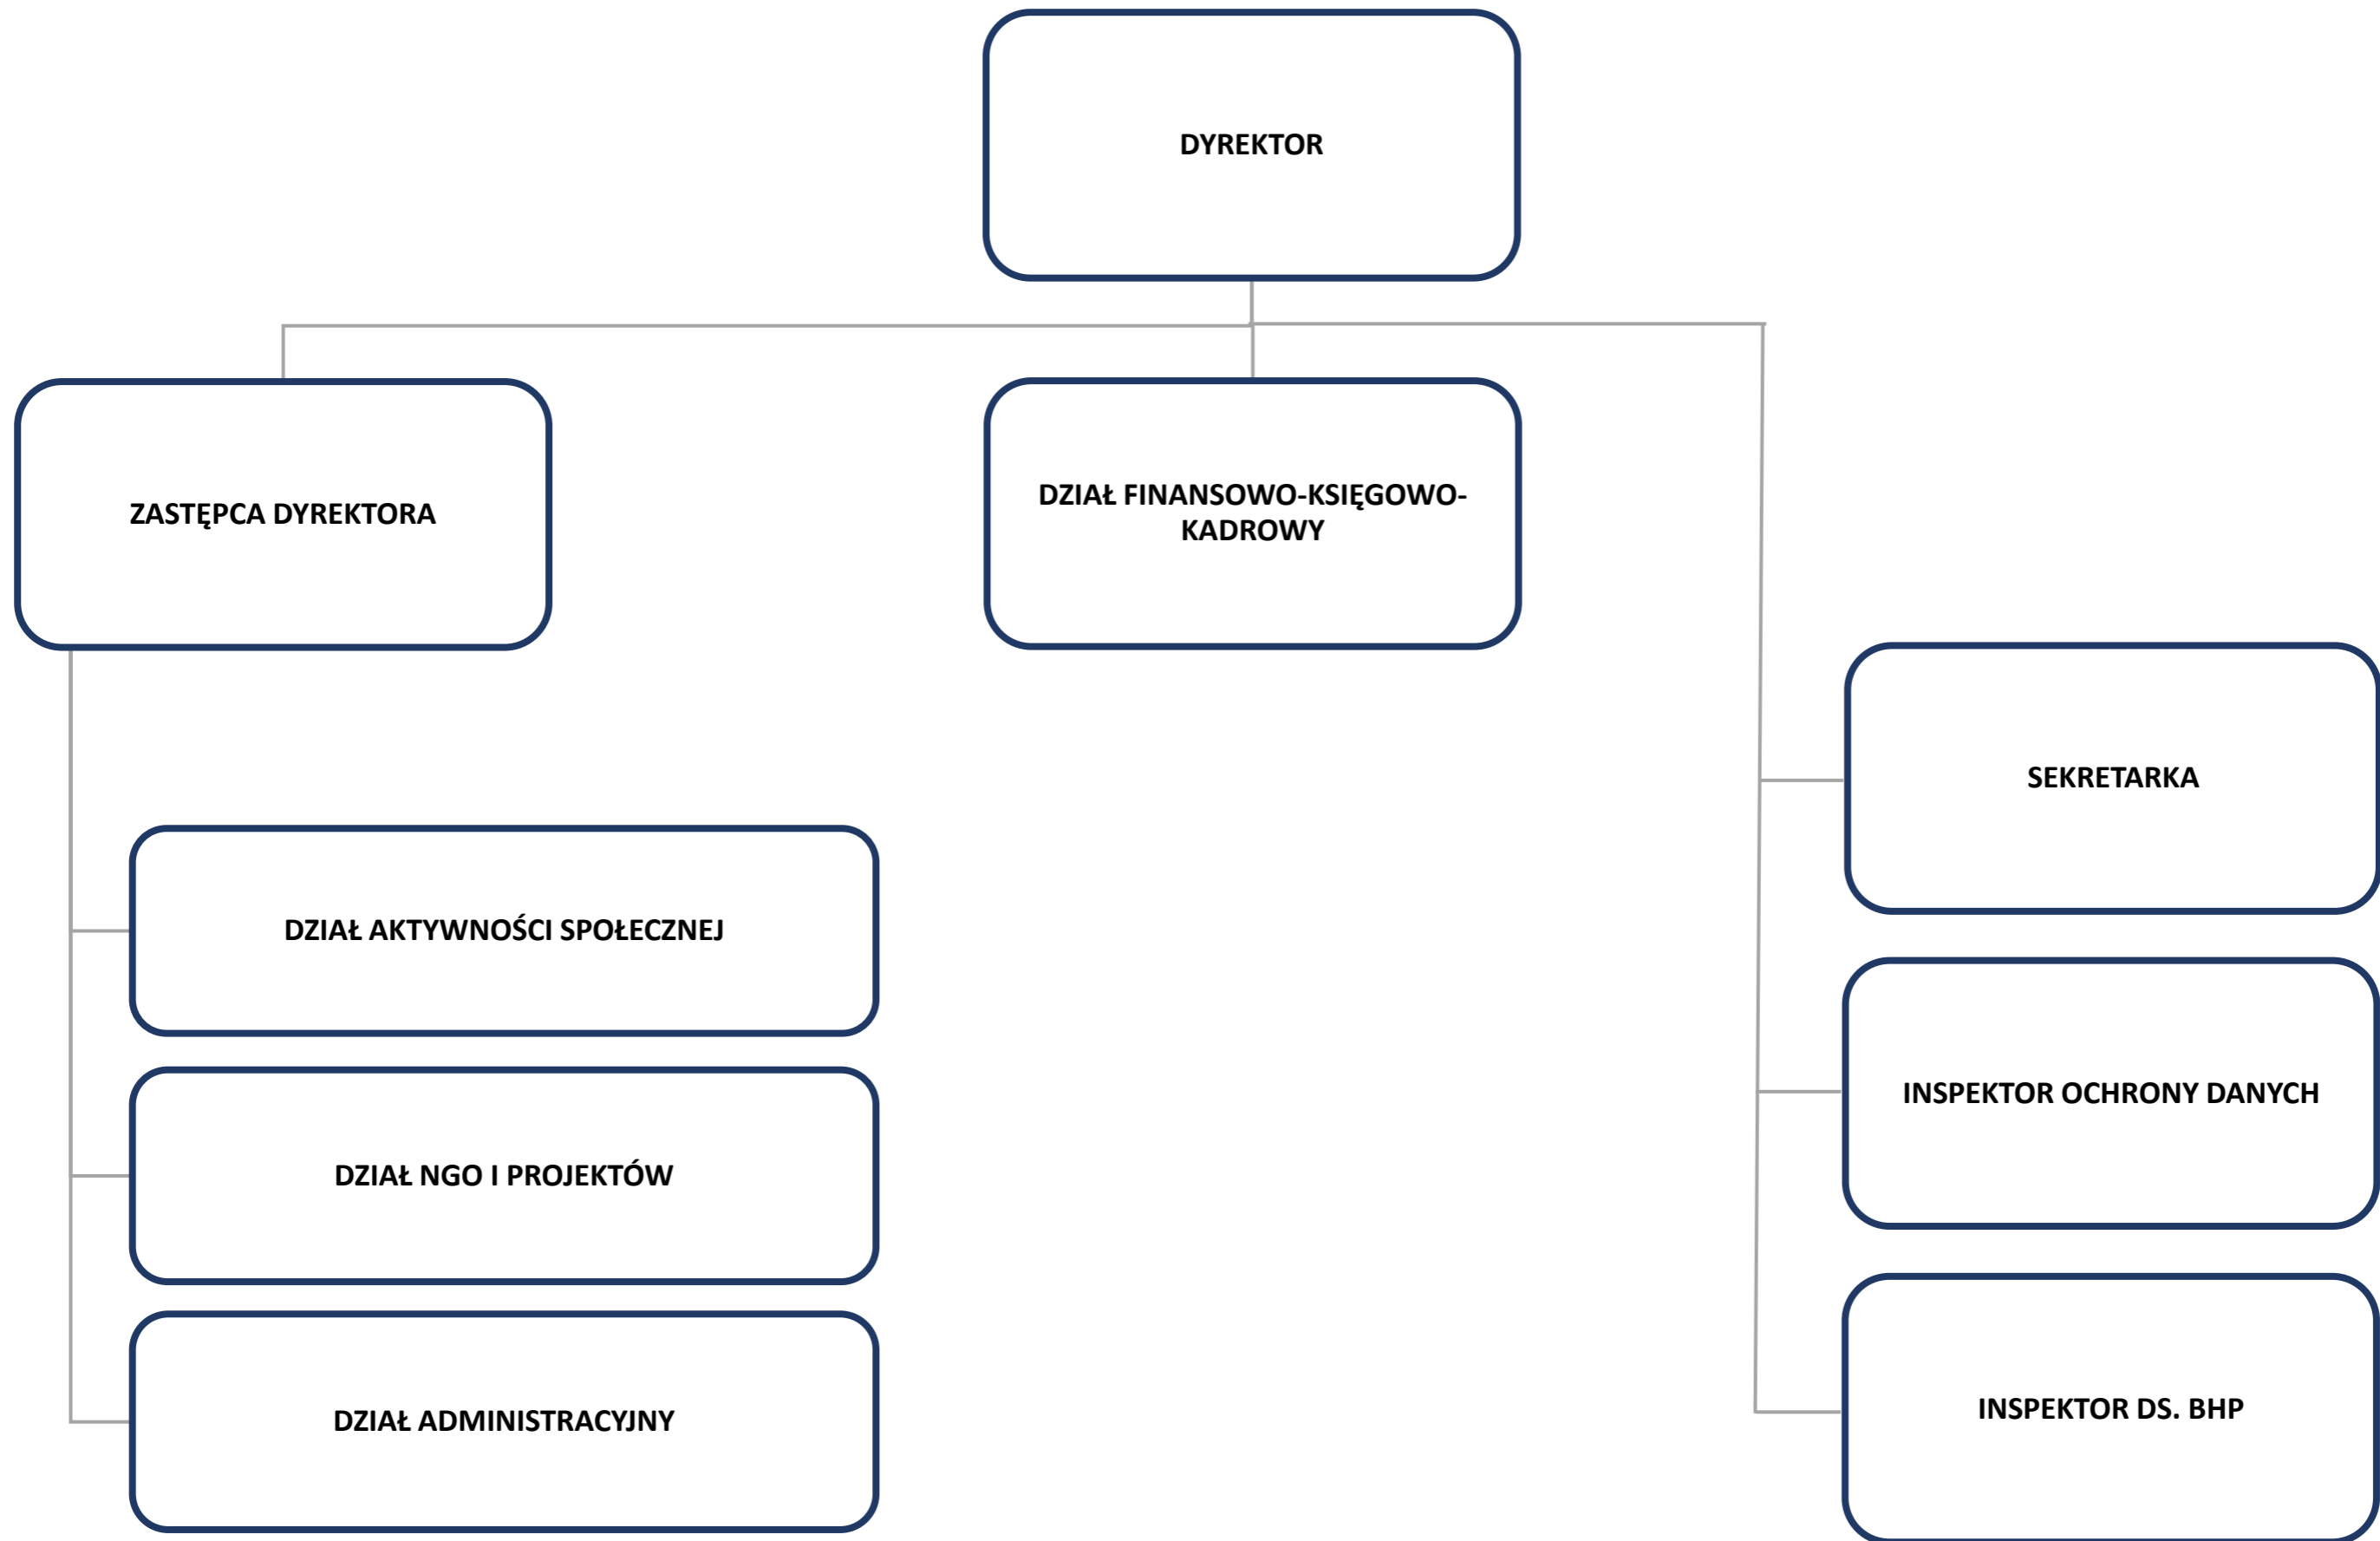 DYREKTOR
ZASTĘPCA DYREKTORA
DZIAŁ FINANSOWO-KSIĘGOWO-
KADROWY
SEKRETARKA
DZIAŁ AKTYWNOŚCI SPOŁECZNEJ
INSPEKTOR OCHRONY DANYCH
DZIAŁ NGO I PROJEKTÓW
INSPEKTOR DS. BHP
DZIAŁ ADMINISTRACYJNY